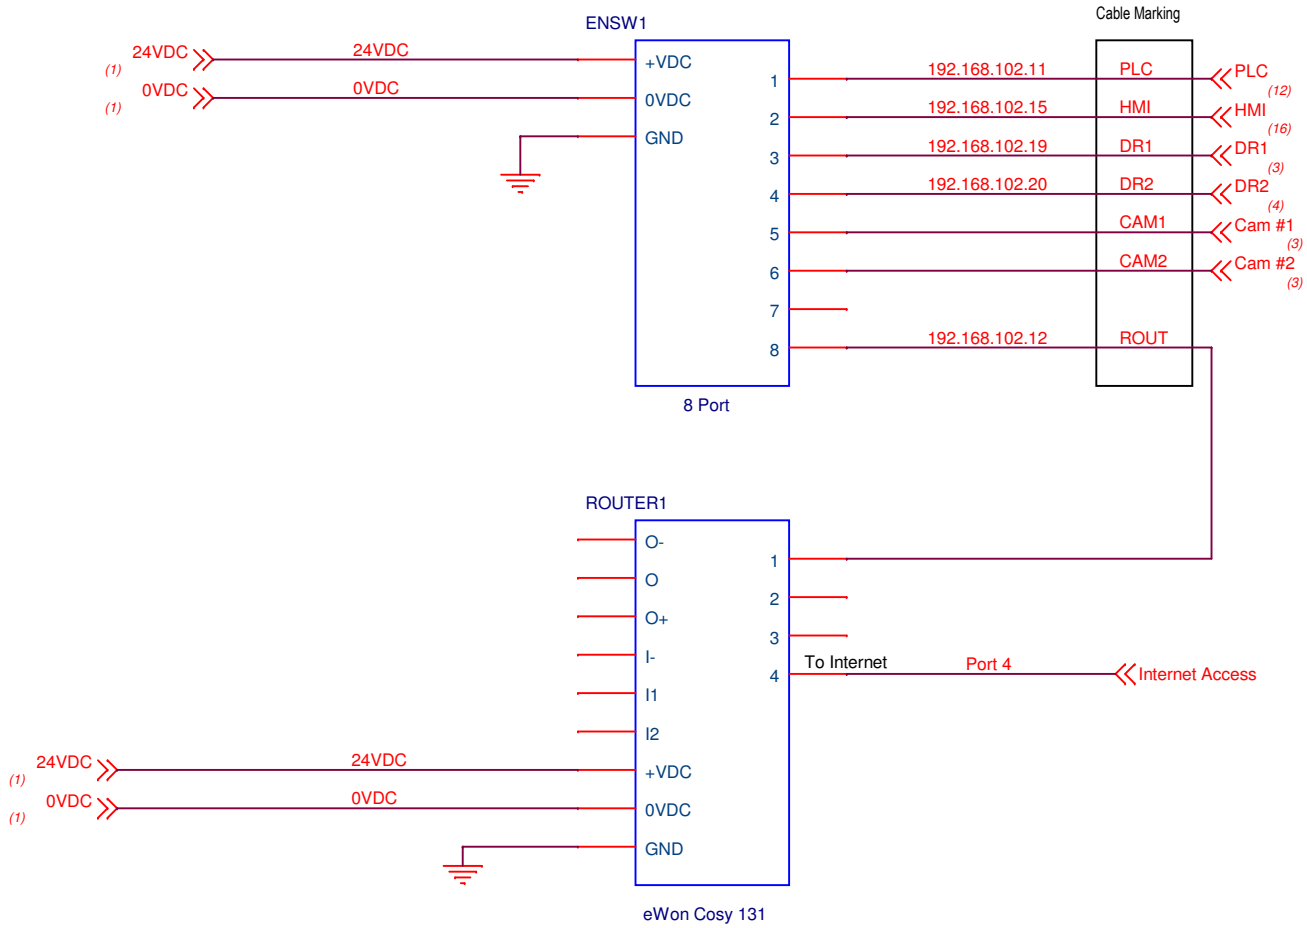 Cable Marking
ENSW1
24VDC
(1)
24VDC
+VDC
0VDC
(1)
0VDC
0VDC
GND
1
192.168.102.11
PLC
PLC
(12)
2
192.168.102.15
HMI
HMI
(16)
3
192.168.102.19
DR1
DR1
(3)
4
192.168.102.20
DR2
DR2
(4)
5
CAM1
Cam #1
(3)
6
CAM2
Cam #2
(3)
7
8
192.168.102.12
ROUT
8 Port
ROUTER1
O-
O
O+
I-
I1
I2
1
2
3
4
To Internet
Port 4
Internet Access
24VDC
(1)
24VDC
+VDC
0VDC
(1)
0VDC
0VDC
GND
eWon Cosy 131